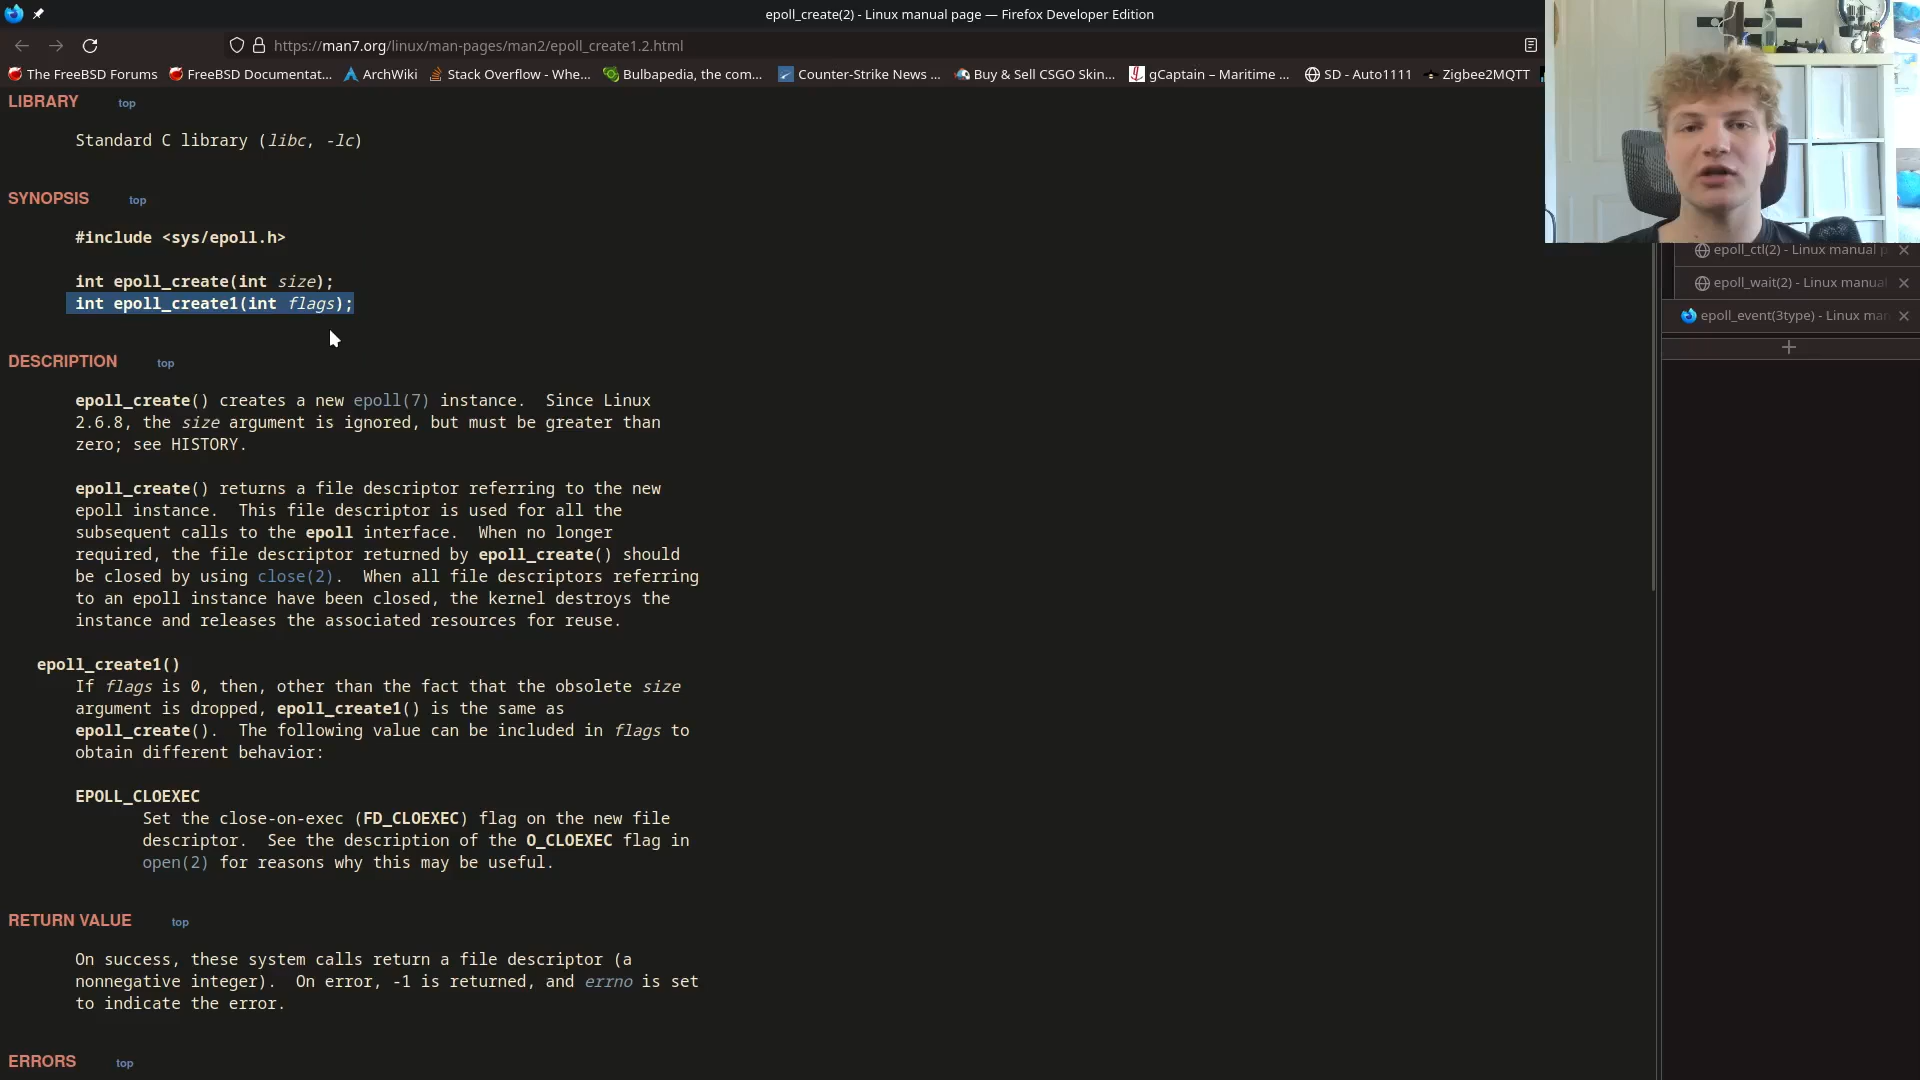 epoll_create(2) - Linux manual page — Firefox Developer Edition
https://man7.org/linux/man-pages/man2/epoll_create1.2.html
The FreeBSD Forums
FreeBSD Documentat...
ArchWiki
Stack Overflow - Whe...
Bulbapedia, the com...
Counter-Strike News ...
Buy & Sell CSGO Skin...
gCaptain – Maritime ...
SD - Auto1111
Zigbee2MQTT
LIBRARY top
Standard C library (libc, -lc)
SYNOPSIS top
#include <sys/epoll.h>
int epoll_create(int size);
int epoll_create1(int flags);
DESCRIPTION top
epoll_create() creates a new epoll(7) instance. Since Linux
2.6.8, the size argument is ignored, but must be greater than
zero; see HISTORY.
epoll_create() returns a file descriptor referring to the new
epoll instance. This file descriptor is used for all the
subsequent calls to the epoll interface. When no longer
required, the file descriptor returned by epoll_create() should
be closed by using close(2). When all file descriptors referring
to an epoll instance have been closed, the kernel destroys the
instance and releases the associated resources for reuse.
epoll_create1()
If flags is 0, then, other than the fact that the obsolete size
argument is dropped, epoll_create1() is the same as
epoll_create(). The following value can be included in flags to
obtain different behavior:
EPOLL_CLOEXEC
Set the close-on-exec (FD_CLOEXEC) flag on the new file
descriptor. See the description of the O_CLOEXEC flag in
open(2) for reasons why this may be useful.
RETURN VALUE top
On success, these system calls return a file descriptor (a
nonnegative integer). On error, -1 is returned, and errno is set
to indicate the error.
ERRORS top
epoll_ctl(2) - Linux manual p
epoll_wait(2) - Linux manual
epoll_event(3type) - Linux man